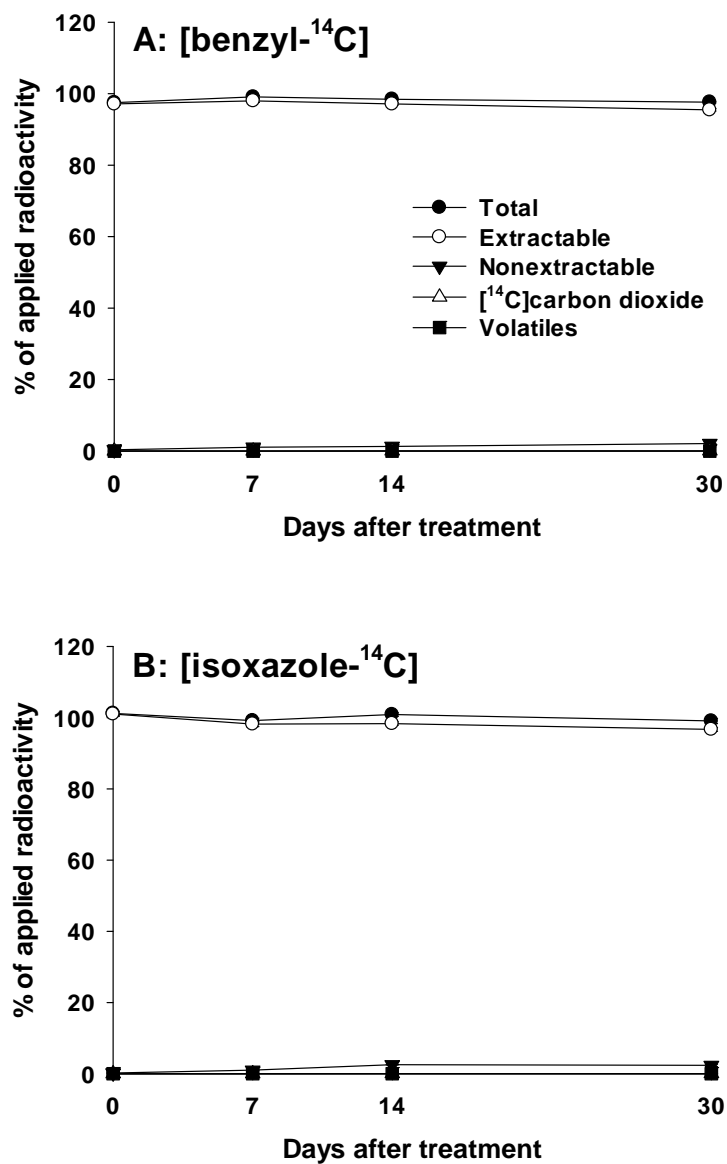 A: [benzyl-¹⁴C]
120
100
80
60
40
20
0
% of applied radioactivity
Total
Extractable
Nonextractable
[¹⁴C]carbon dioxide
Volatiles
0 7 14 30
Days after treatment
B: [isoxazole-¹⁴C]
120
100
80
60
40
20
0
% of applied radioactivity
0 7 14 30
Days after treatment